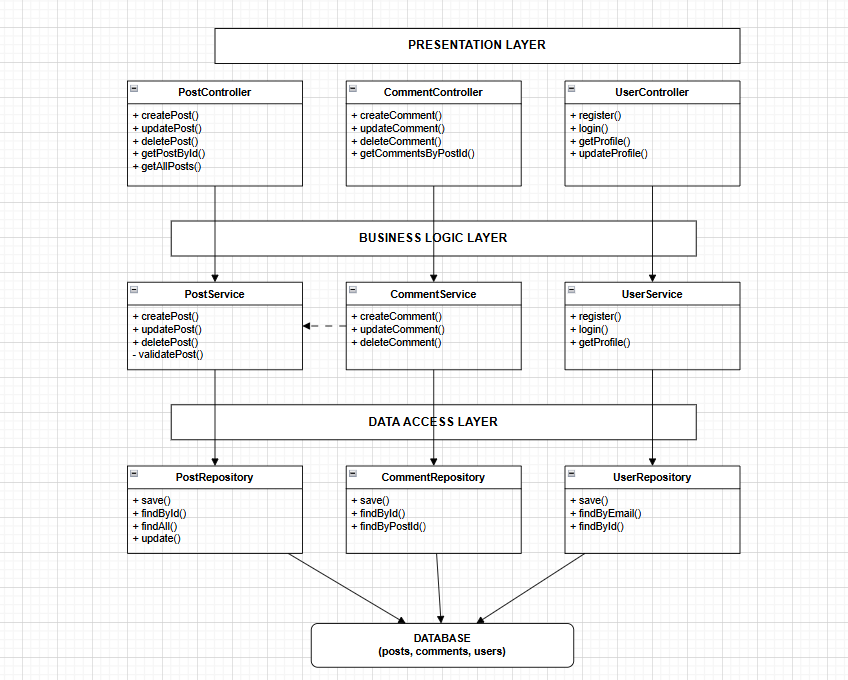 PRESENTATION LAYER
PostController
+ createPost()
+ updatePost()
+ deletePost()
+ getPostById()
+ getAllPosts()
CommentController
+ createComment()
+ updateComment()
+ deleteComment()
+ getCommentsByPostId()
UserController
+ register()
+ login()
+ getProfile()
+ updateProfile()
BUSINESS LOGIC LAYER
PostService
+ createPost()
+ updatePost()
+ deletePost()
- validatePost()
CommentService
+ createComment()
+ updateComment()
+ deleteComment()
UserService
+ register()
+ login()
+ getProfile()
DATA ACCESS LAYER
PostRepository
+ save()
+ findById()
+ findAll()
+ update()
CommentRepository
+ save()
+ findById()
+ findByPostId()
UserRepository
+ save()
+ findByEmail()
+ findById()
DATABASE
(posts, comments, users)